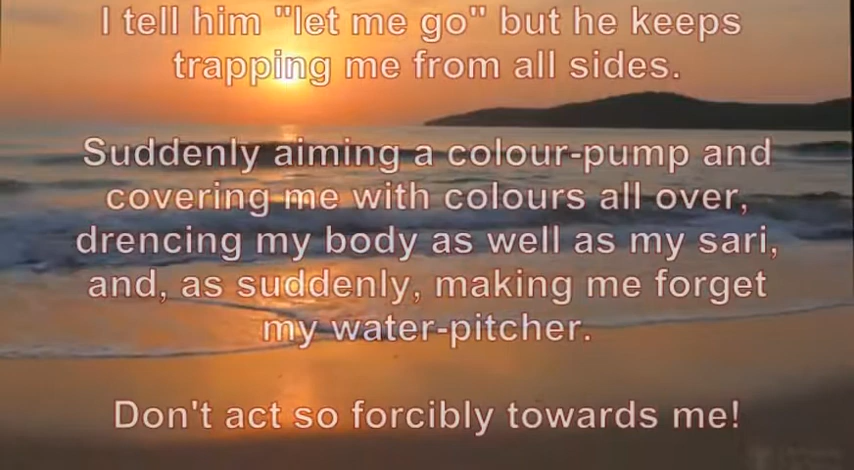 I tell him "let me go" but he keeps
trapping me from all sides.
Suddenly aiming a colour-pump and
covering me with colours all over,
drencing my body as well as my sari,
and, as suddenly, making me forget
my water-pitcher.
Don't act so forcibly towards me!